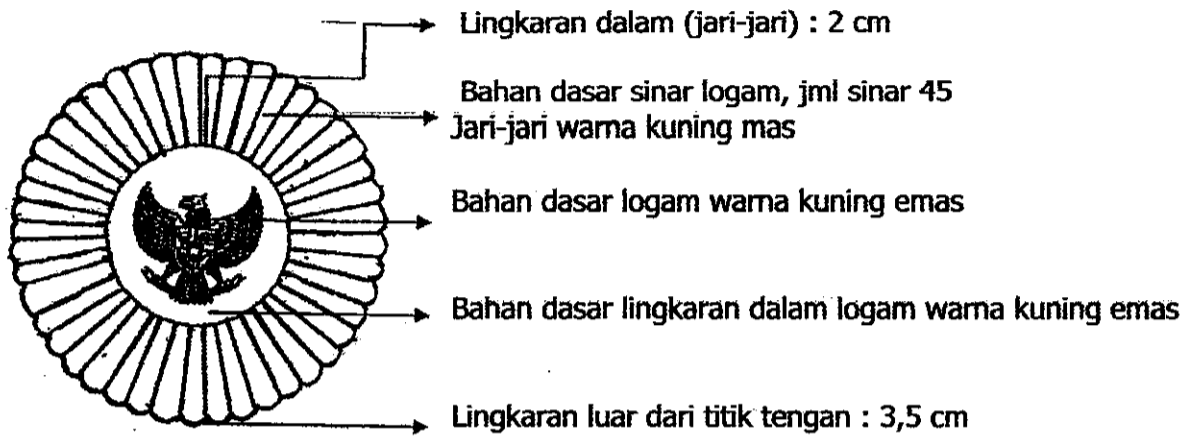 Lingkaran dalam (jari-jari) : 2 cm
Bahan dasar sinar logam, jml sinar 45
Jari-jari warna kuning mas
Bahan dasar logam warna kuning emas
Bahan dasar lingkaran dalam logam warna kuning emas
Lingkaran luar dari titik tengan : 3,5 cm